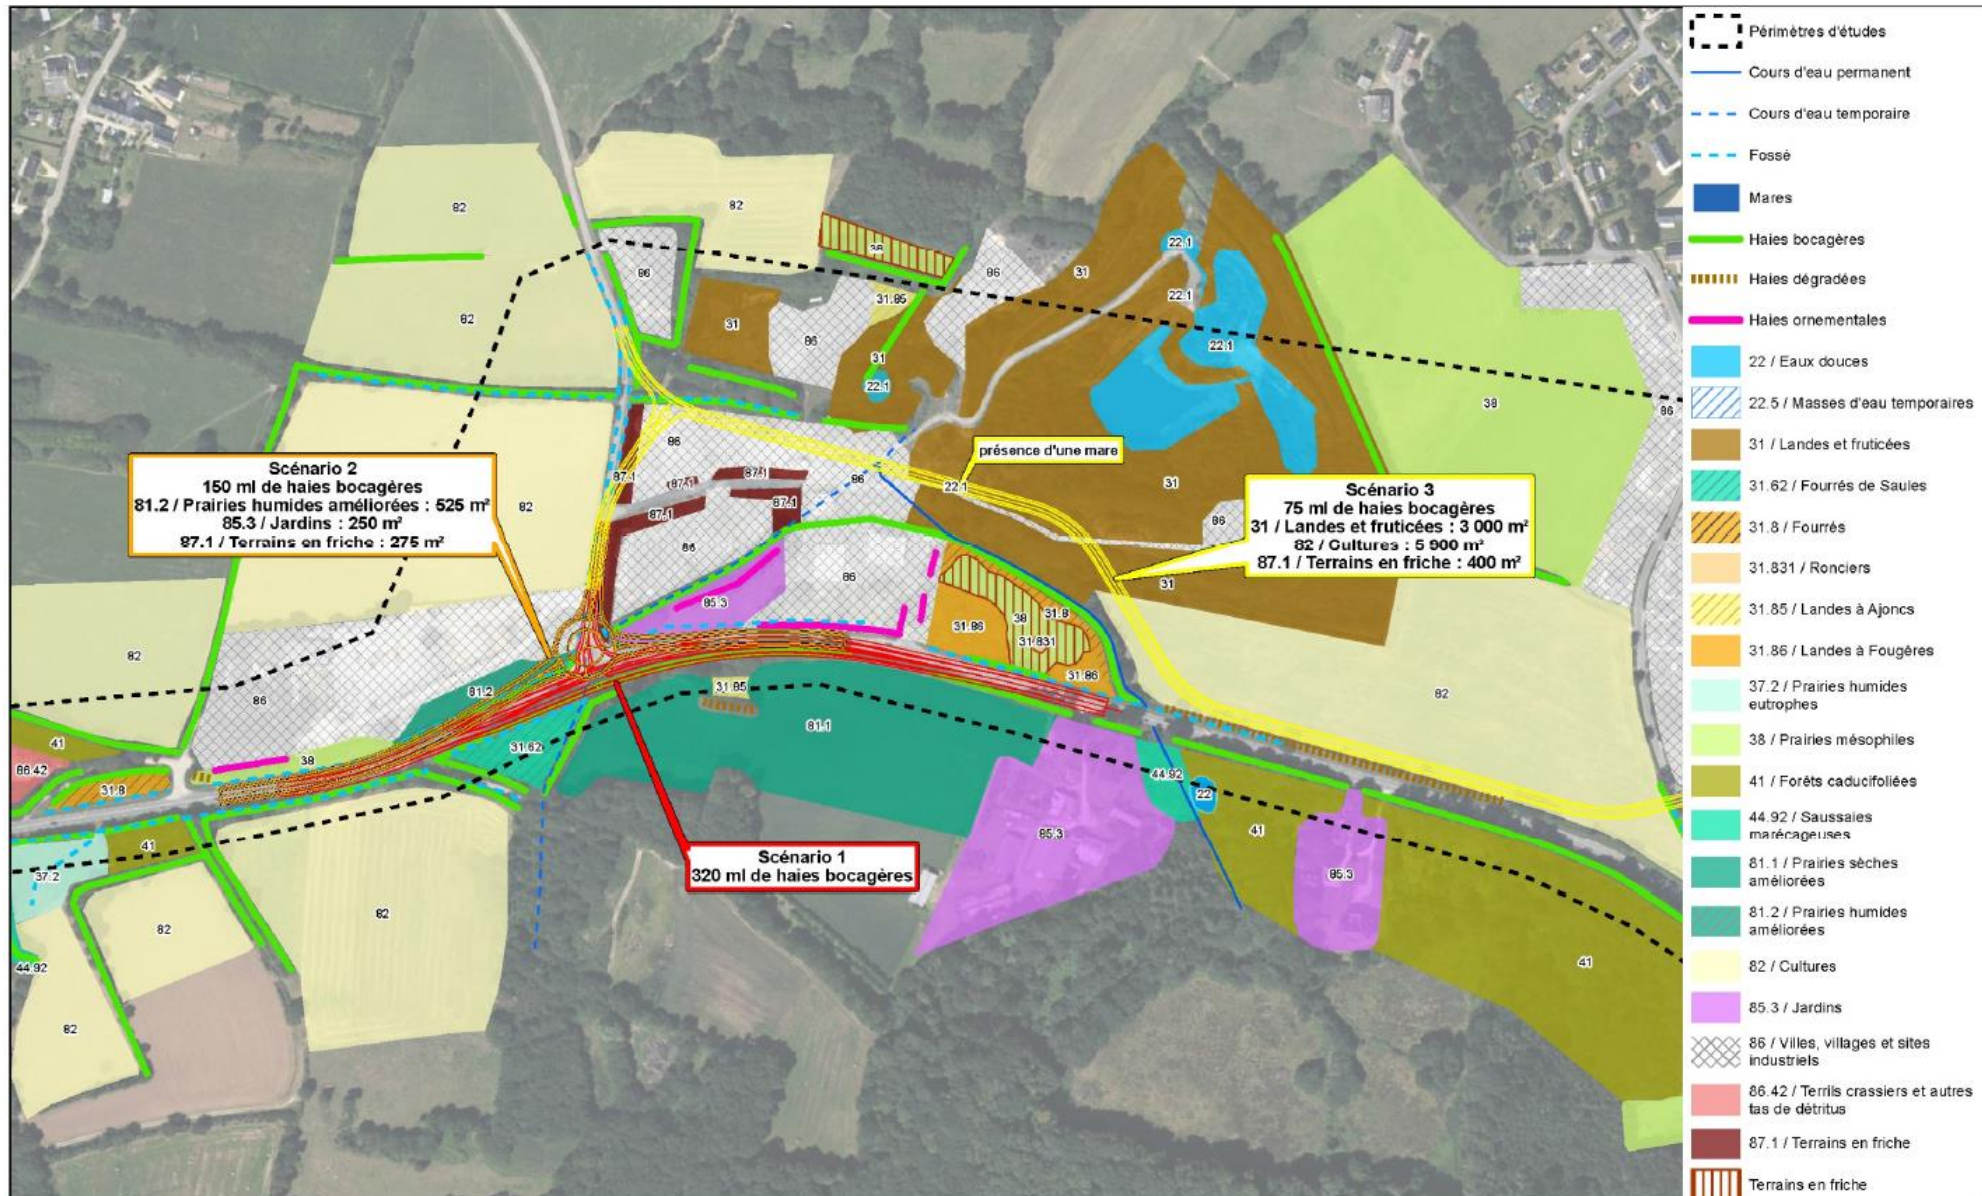 82
82
38
86
22.1
86
31
31.85
22.1
82
31
86
22.1
31
38
86
22.1
86
présence d'une mare
87.1
87.1
87.1
86
31
87.1
22.1
87.1
82
86
86
Scénario 2
150 ml de haies bocagères
81.2 / Prairies humides améliorées : 525 m²
85.3 / Jardins : 250 m²
87.1 / Terrains en friche : 275 m²
Scénario 3
75 ml de haies bocagères
31 / Landes et fruticées : 3 000 m²
82 / Cultures : 5 900 m²
87.1 / Terrains en friche : 400 m²
86
31
85.3
38
31.8
31.86
31.831
82
31.86
81.2
31.85
82
86
81.1
41
31.62
38
86.42
31.8
44.92
22
Scénario 1
320 ml de haies bocagères
85.3
41
41
37.2
85.3
82
82
44.92
41
82
Périmètres d'études
Cours d'eau permanent
Cours d'eau temporaire
Fossé
Mares
Haies bocagères
Haies dégradées
Haies ornementales
22 / Eaux douces
22.5 / Masses d'eau temporaires
31 / Landes et fruticées
31.62 / Fourrés de Saules
31.8 / Fourrés
31.831 / Ronciers
31.85 / Landes à Ajoncs
31.86 / Landes à Fougères
37.2 / Prairies humides
eutrophes
38 / Prairies mésophiles
41 / Forêts caducifoliées
44.92 / Saussaies
marécageuses
81.1 / Prairies sèches
améliorées
81.2 / Prairies humides
améliorées
82 / Cultures
85.3 / Jardins
86 / Villes, villages et sites
industriels
86.42 / Terrils crassiers et autres
tas de détritus
87.1 / Terrains en friche
Terrains en friche